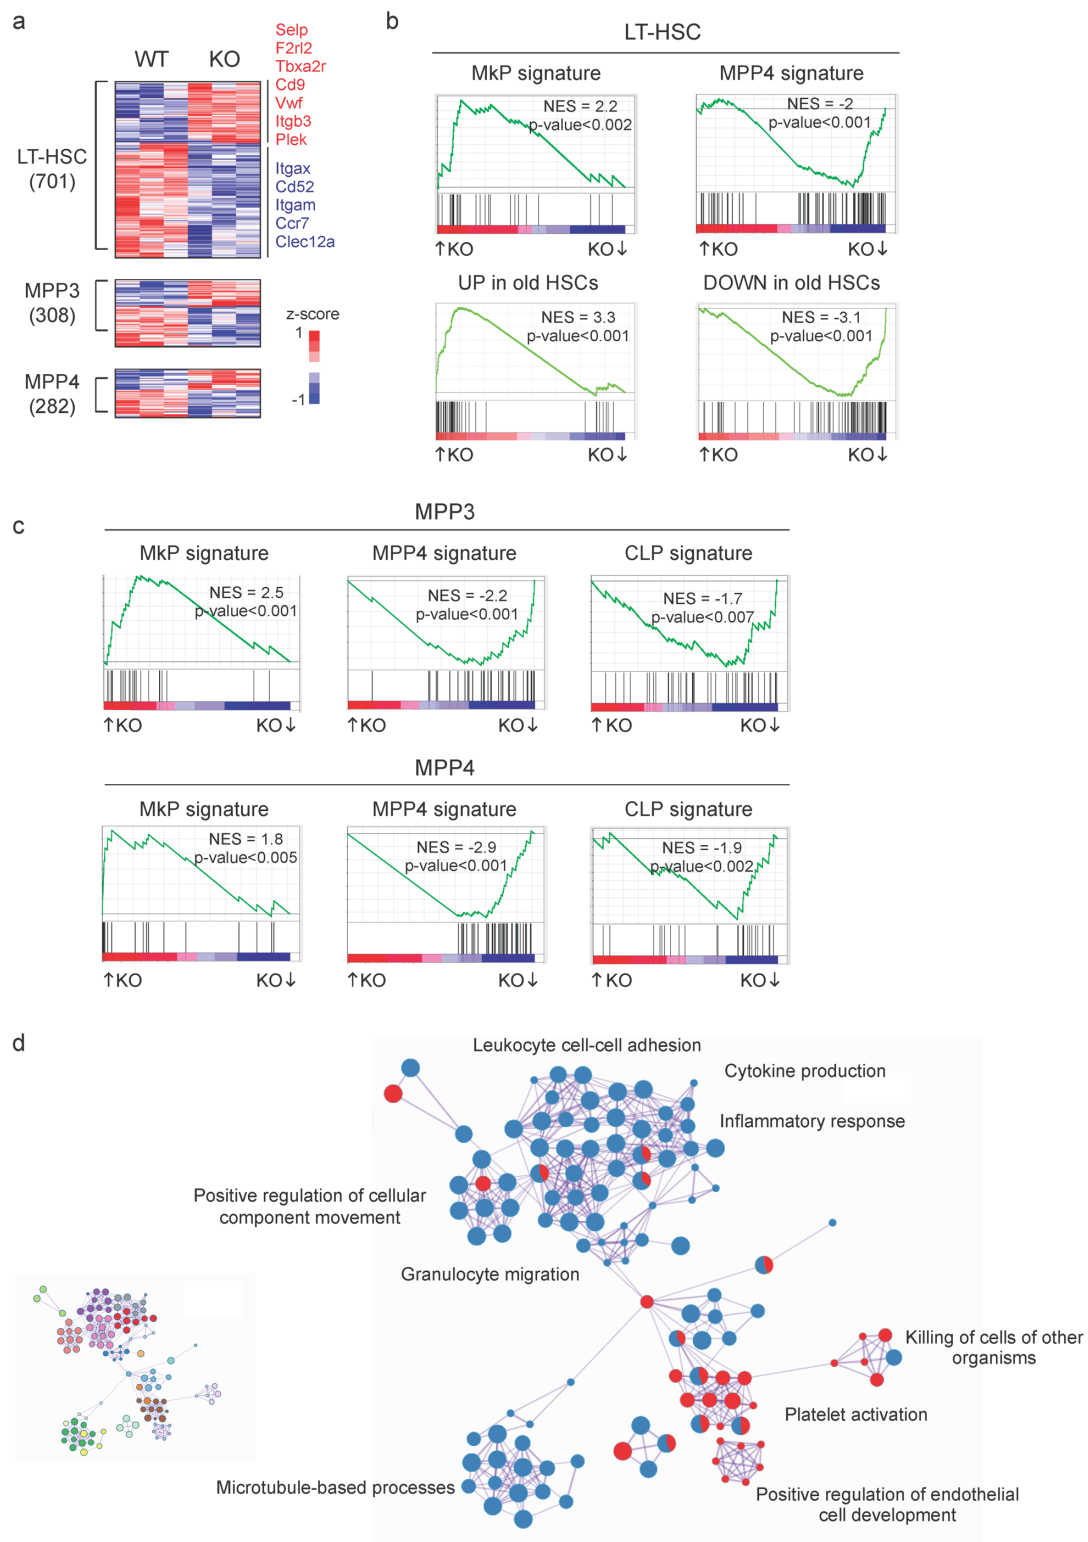 a
WT KO
LT-HSC
(701)
Selp
F2rl2
Tbxa2r
Cd9
Vwf
Itgb3
Plek
Itgax
Cd52
Itgam
Ccr7
Clec12a
MPP3
(308)
MPP4
(282)
z-score
1
-1
b
LT-HSC
MkP signature
NES = 2.2
p-value<0.002
↑KO KO↓
MPP4 signature
NES = -2
p-value<0.001
↑KO KO↓
UP in old HSCs
NES = 3.3
p-value<0.001
↑KO KO↓
DOWN in old HSCs
NES = -3.1
p-value<0.001
↑KO KO↓
c
MPP3
MkP signature
NES = 2.5
p-value<0.001
↑KO KO↓
MPP4 signature
NES = -2.2
p-value<0.001
↑KO KO↓
CLP signature
NES = -1.7
p-value<0.007
↑KO KO↓
MPP4
MkP signature
NES = 1.8
p-value<0.005
↑KO KO↓
MPP4 signature
NES = -2.9
p-value<0.001
↑KO KO↓
CLP signature
NES = -1.9
p-value<0.002
↑KO KO↓
d
Leukocyte cell-cell adhesion
Cytokine production
Inflammatory response
Positive regulation of cellular
component movement
Granulocyte migration
Killing of cells of other
organisms
Platelet activation
Microtubule-based processes
Positive regulation of endothelial
cell development